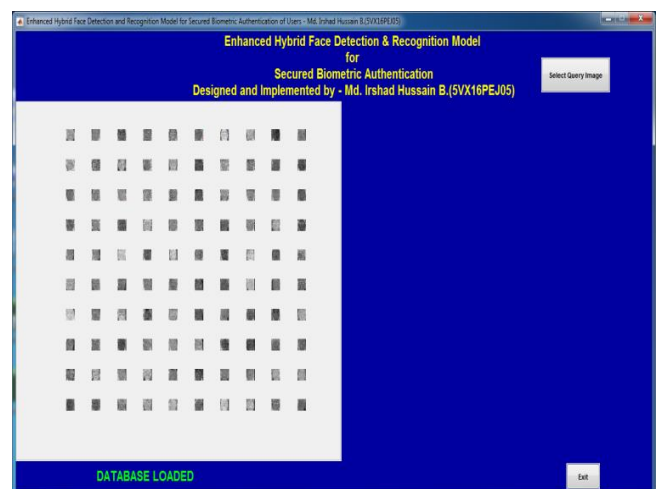 Enhanced Hybrid Face Detection and Recognition Model for Secured Biometric Authentication of Users - Md. Irshad Hussain B.(5VX16PEJ05)
Enhanced Hybrid Face Detection & Recognition Model
for
Secured Biometric Authentication
Designed and Implemented by - Md. Irshad Hussain B.(5VX16PEJ05)
Select Query Image
DATABASE LOADED
Exit